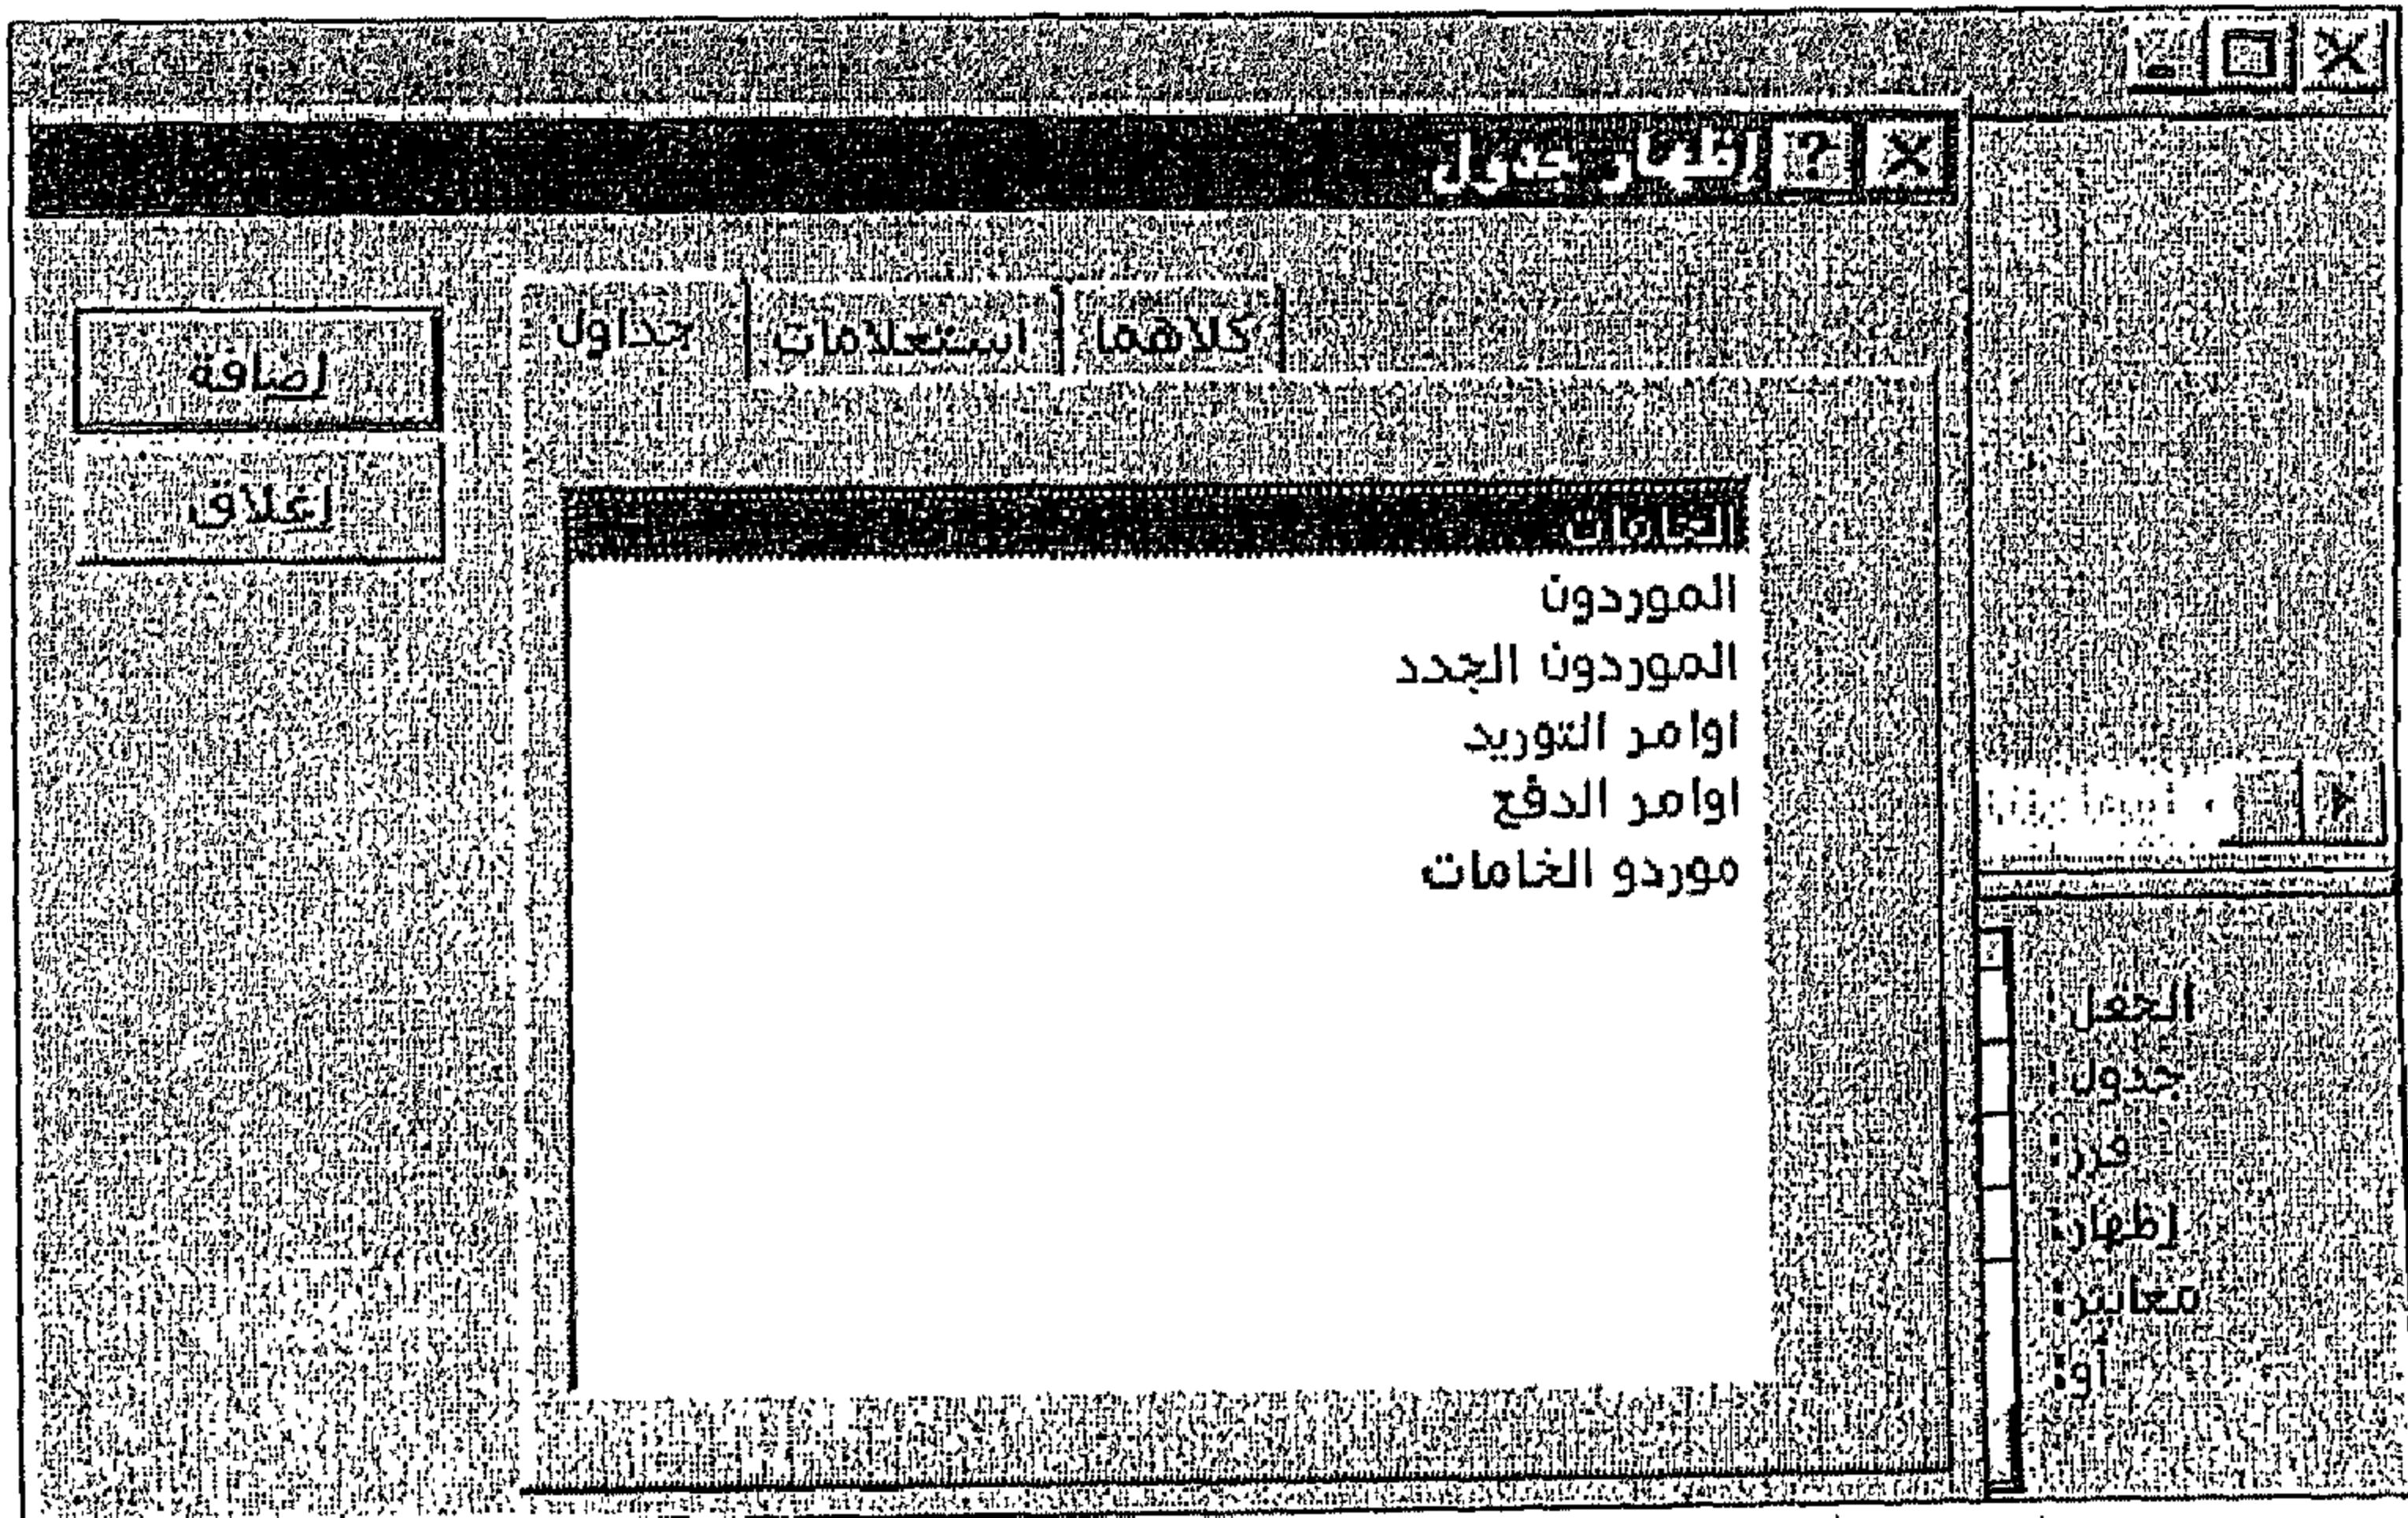 إظهار جدول
جداول
استعلامات
كلاهما
إضافة
إغلاق
الخامات
الموردون
الموردون الجدد
اوامر التوريد
اوامر الدفع
موردو الخامات
الحقل:
جدول:
فرز:
إظهار:
معايير:
أو: